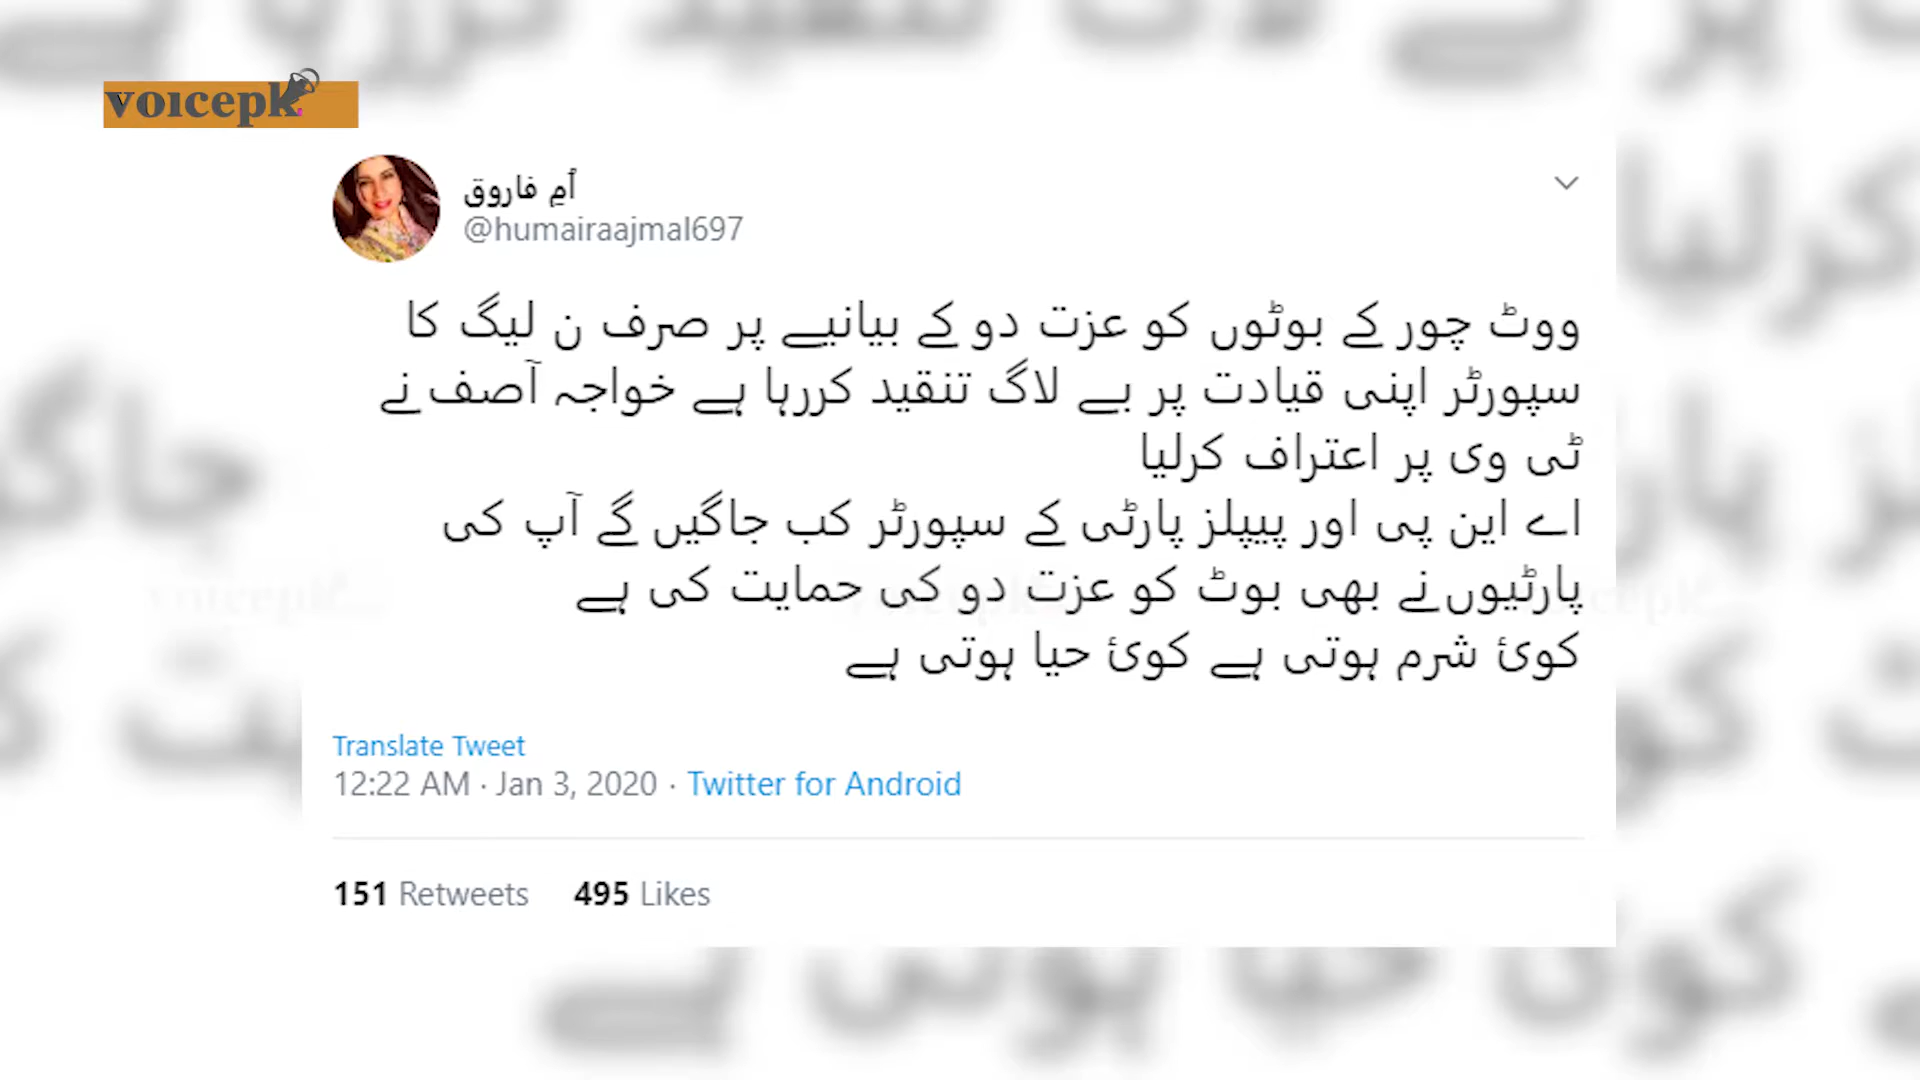 voicepk.
اُمِ فاروق
@humairaajmal697
ووٹ چور کے بوٹوں کو عزت دو کے بیانیے پر صرف ن لیگ کا
سپورٹر اپنی قیادت پر بے لاگ تنقید کررہا ہے خواجہ آصف نے
ٹی وی پر اعتراف کرلیا
اے این پی اور پیپلز پارٹی کے سپورٹر کب جاگیں گے آپ کی
پارٹیوں نے بھی بوٹ کو عزت دو کی حمایت کی ہے
کوئ شرم ہوتی ہے کوئ حیا ہوتی ہے
Translate Tweet
12:22 AM · Jan 3, 2020 · Twitter for Android
151 Retweets 495 Likes